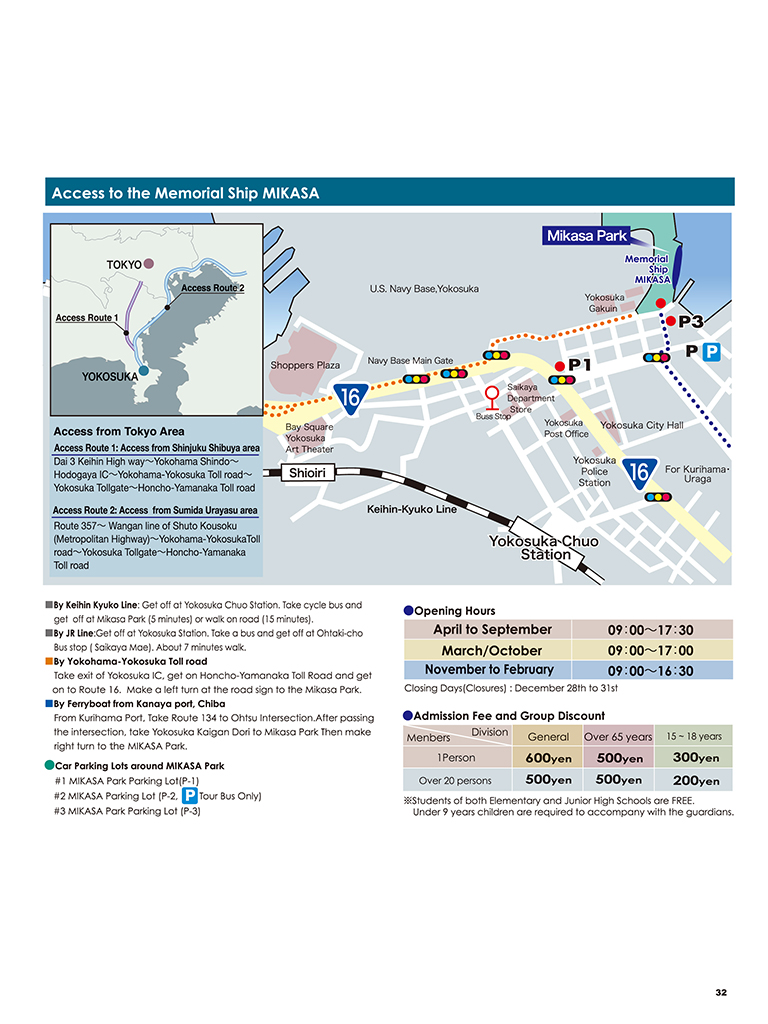 Access to the Memorial Ship MIKASA
TOKYO
Access Route 2
Access Route 1
YOKOSUKA
Access from Tokyo Area
Access Route 1: Access from Shinjuku Shibuya area
Dai 3 Keihin High way～Yokohama Shindo～
Hodogaya IC～Yokohama-Yokosuka Toll road～
Yokosuka Tollgate～Honcho-Yamanaka Toll road
Access Route 2: Access from Sumida Urayasu area
Route 357～ Wangan line of Shuto Kousoku
(Metropolitan Highway)～Yokohama-YokosukaToll
road～Yokosuka Tollgate～Honcho-Yamanaka
Toll road
Mikasa Park
Memorial
Ship
MIKASA
U.S. Navy Base,Yokosuka
Yokosuka
Gakuin
P3
P P
Shoppers Plaza
Navy Base Main Gate
P1
16
Saikaya
Department
Store
Buss Stop
Bay Square
Yokosuka
Art Theater
Yokosuka
Post Office
Yokosuka City Hall
Yokosuka
Police
Station
16
For Kurihama・
Uraga
Shioiri
Keihin-Kyuko Line
Yokosuka Chuo
Station
By Keihin Kyuko Line: Get off at Yokosuka Chuo Station. Take cycle bus and
get off at Mikasa Park (5 minutes) or walk on road (15 minutes).
By JR Line:Get off at Yokosuka Station. Take a bus and get off at Ohtaki-cho
Bus stop ( Saikaya Mae). About 7 minutes walk.
By Yokohama-Yokosuka Toll road
Take exit of Yokosuka IC, get on Honcho-Yamanaka Toll Road and get
on to Route 16. Make a left turn at the road sign to the Mikasa Park.
By Ferryboat from Kanaya port, Chiba
From Kurihama Port, Take Route 134 to Ohtsu Intersection.After passing
the intersection, take Yokosuka Kaigan Dori to Mikasa Park Then make
right turn to the MIKASA Park.
Car Parking Lots around MIKASA Park
#1 MIKASA Park Parking Lot(P-1)
#2 MIKASA Parking Lot (P-2, P Tour Bus Only)
#3 MIKASA Park Parking Lot (P-3)
Opening Hours
April to September 09:00～17:30
March/October 09:00～17:00
November to February 09:00～16:30
Closing Days(Closures) : December 28th to 31st
Admission Fee and Group Discount
Menbers Division General Over 65 years 15 ~ 18 years
1Person 600yen 500yen 300yen
Over 20 persons 500yen 500yen 200yen
※Students of both Elementary and Junior High Schools are FREE.
Under 9 years children are required to accompany with the guardians.
32